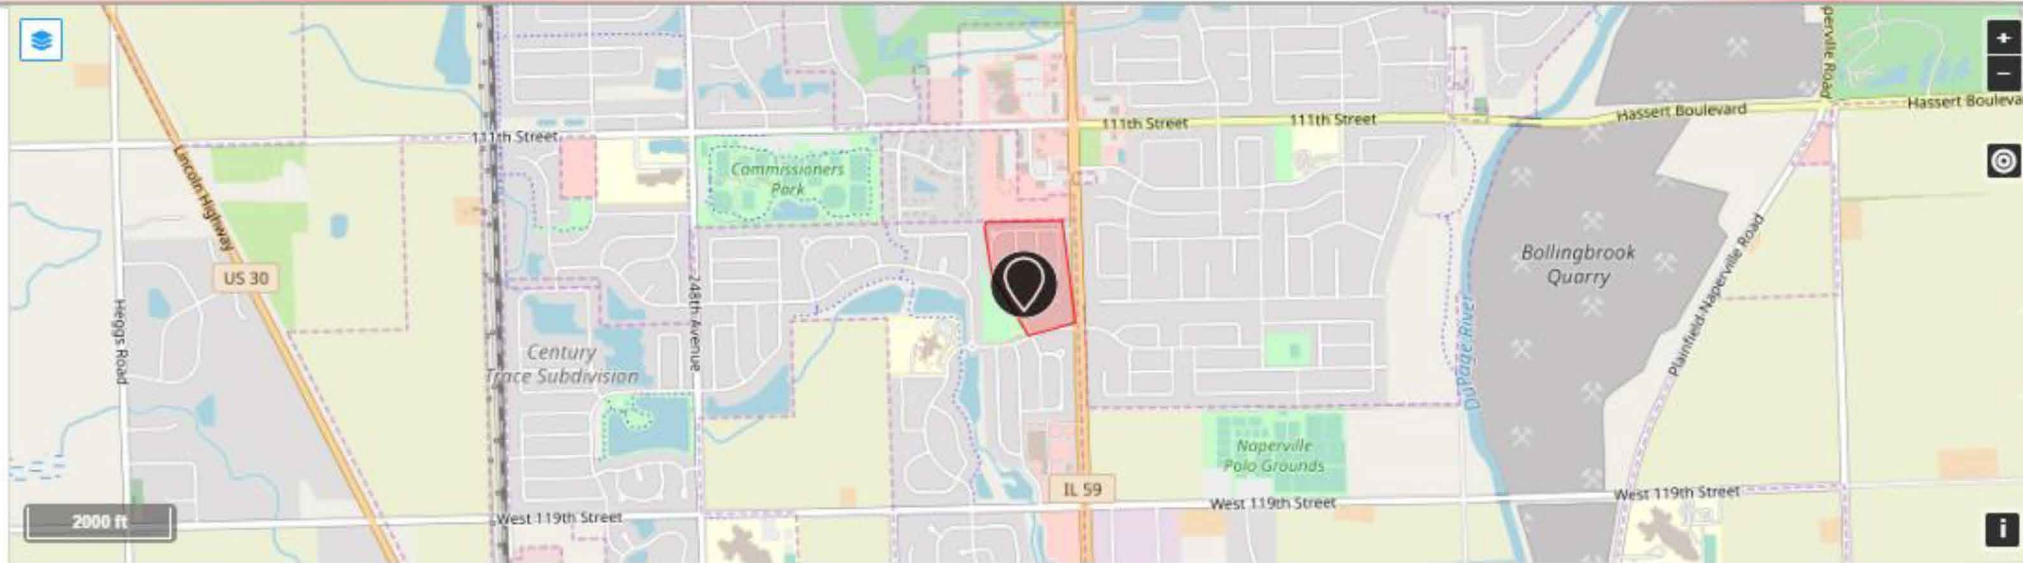 perville Road
+
−
Hassert Boulevard
Hassert Bouleva
111th Street
111th Street
111th Street
Lincoln Highway
Commissioners
Park
US 30
248th Avenue
Heggs Road
Bollingbrook
Quarry
Plainfield-Naperville Road
DuPage River
Century
Trace Subdivision
Naperville
Polo Grounds
IL 59
West 119th Street
West 119th Street
West 119th Street
2000 ft
i